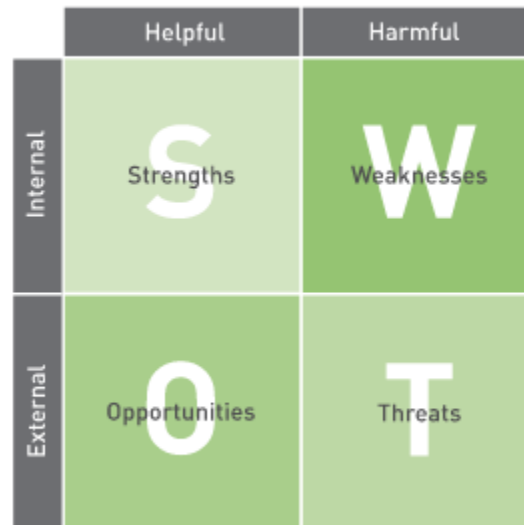 Helpful
Harmful
Internal
S
Strengths
W
Weaknesses
External
O
Opportunities
T
Threats